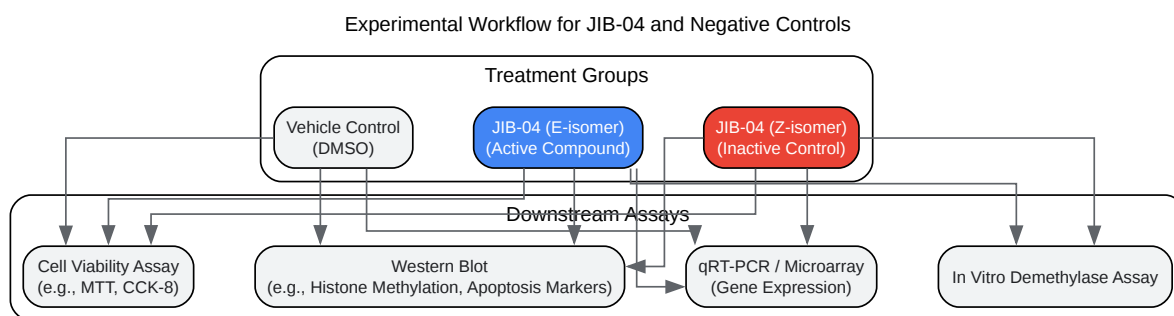 Experimental Workflow for JIB-04 and Negative Controls
Treatment Groups
Vehicle Control
(DMSO)
JIB-04 (E-isomer)
(Active Compound)
JIB-04 (Z-isomer)
(Inactive Control)
Downstream Assays
Cell Viability Assay
(e.g., MTT, CCK-8)
Western Blot
(e.g., Histone Methylation, Apoptosis Markers)
qRT-PCR / Microarray
(Gene Expression)
In Vitro Demethylase Assay